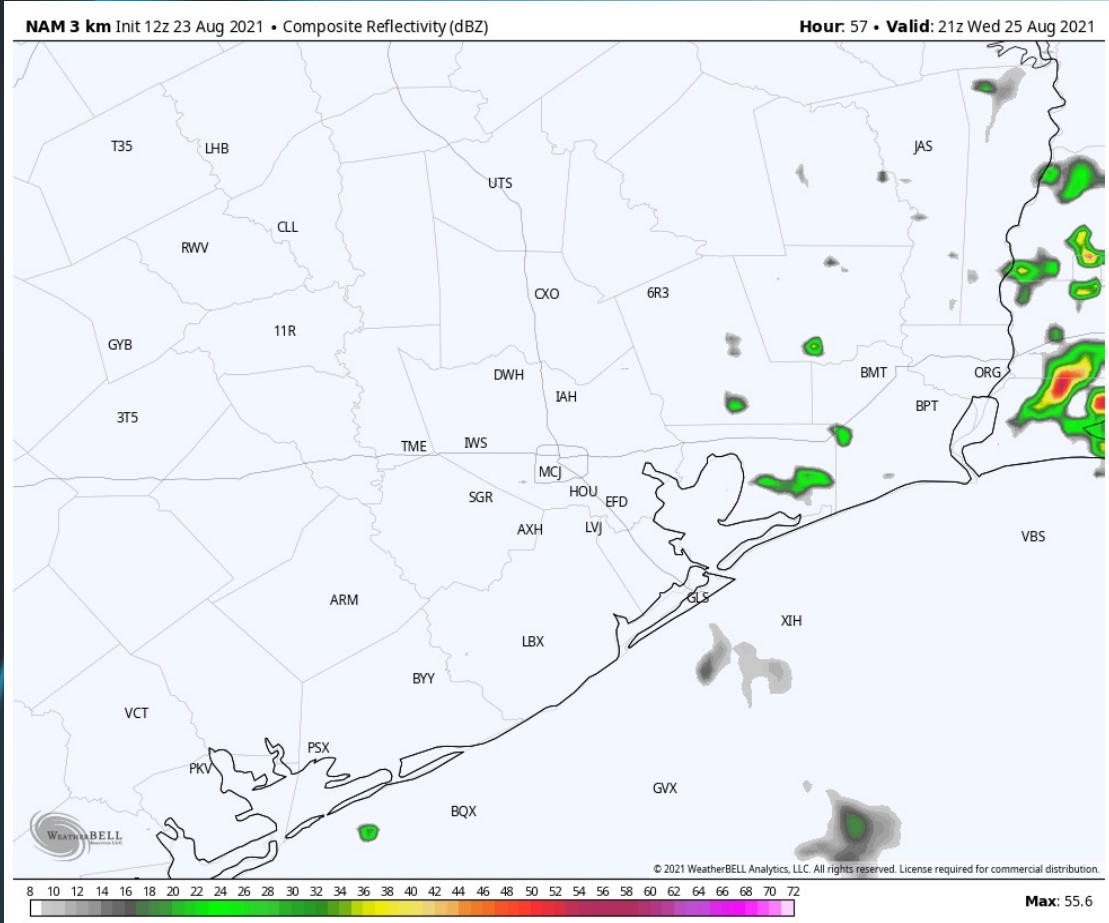 NAM 3 km Init 12z 23 Aug 2021 • Composite Reflectivity (dBZ) Hour: 57 • Valid: 21z Wed 25 Aug 2021
T35 LHB JAS
UTS
CLL
RWV
CXO 6R3
11R
GYB
DWH BMT ORG
IAH
3T5 BPT
TME IWS
MCJ
SGR HOU EFD
AXH LVJ
VBS
ARM GLS
XIH
LBX
BYY
VCT
PSX
PKV
GVX
BQX
WEATHERBELL
ANALYTICS LLC
© 2021 WeatherBELL Analytics, LLC. All rights reserved. License required for commercial distribution.
8 10 12 14 16 18 20 22 24 26 28 30 32 34 36 38 40 42 44 46 48 50 52 54 56 58 60 62 64 66 68 70 72
Max: 55.6